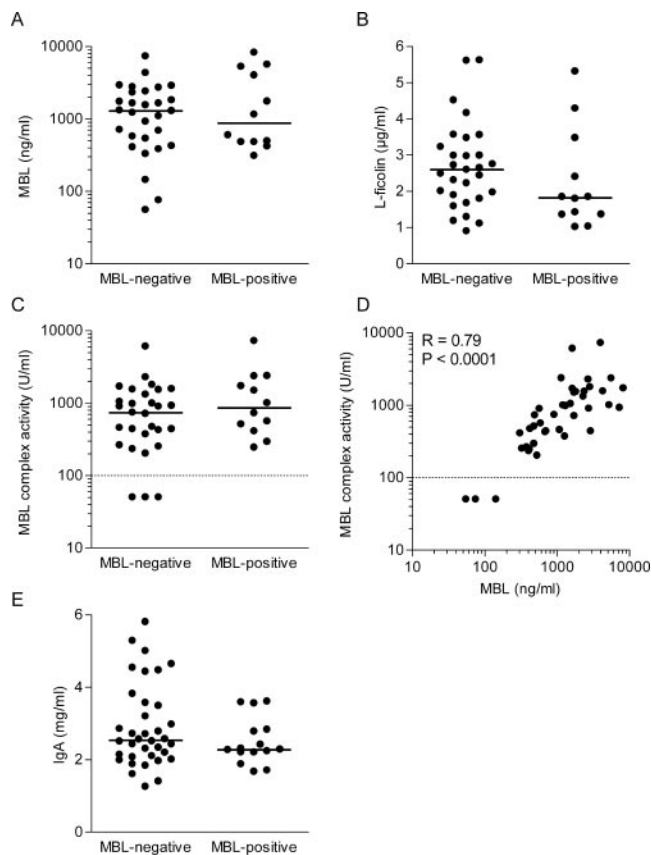 A
MBL (ng/ml)
10000
1000
100
10
MBL-negative MBL-positive
B
L-ficolin (µg/ml)
6
5
4
3
2
1
0
MBL-negative MBL-positive
C
MBL complex activity (U/ml)
10000
1000
100
10
MBL-negative MBL-positive
D
R = 0.79
P < 0.0001
MBL complex activity (U/ml)
10000
1000
100
10
10 100 1000 10000
MBL (ng/ml)
E
IgA (mg/ml)
6
4
2
0
MBL-negative MBL-positive